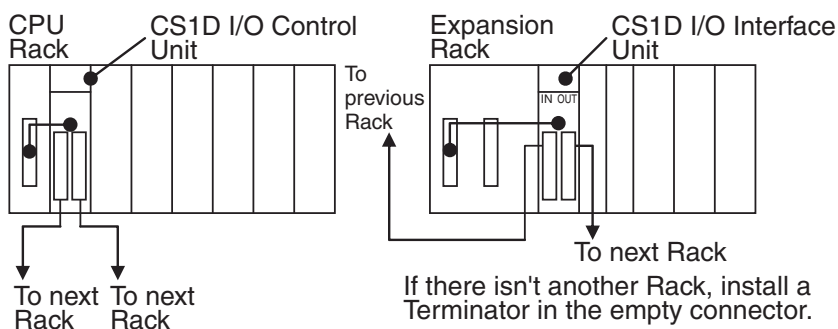 CPU
Rack
CS1D I/O Control
Unit
To next
Rack
To next
Rack
Expansion
Rack
CS1D I/O Interface
Unit
To
previous
Rack
IN OUT
To next Rack
If there isn't another Rack, install a
Terminator in the empty connector.